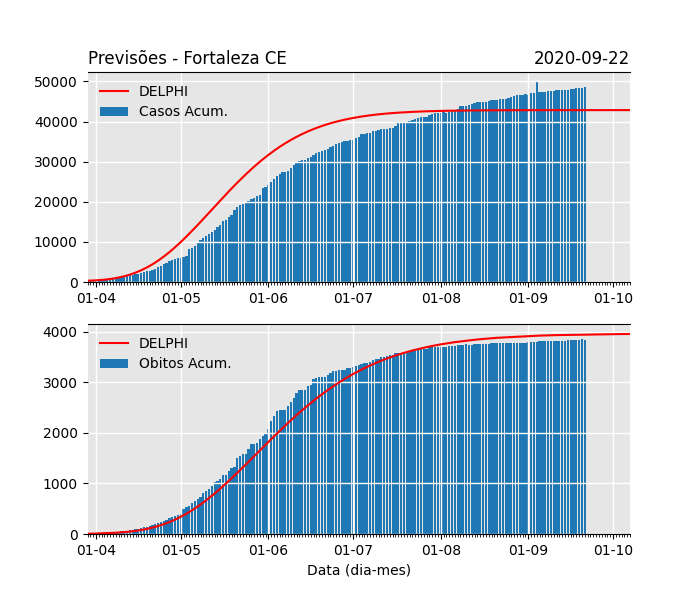 Previsões - Fortaleza CE 2020-09-22
50000
40000
30000
20000
10000
0
DELPHI
Casos Acum.
01-04 01-05 01-06 01-07 01-08 01-09 01-10
4000
3000
2000
1000
0
DELPHI
Obitos Acum.
01-04 01-05 01-06 01-07 01-08 01-09 01-10
Data (dia-mes)